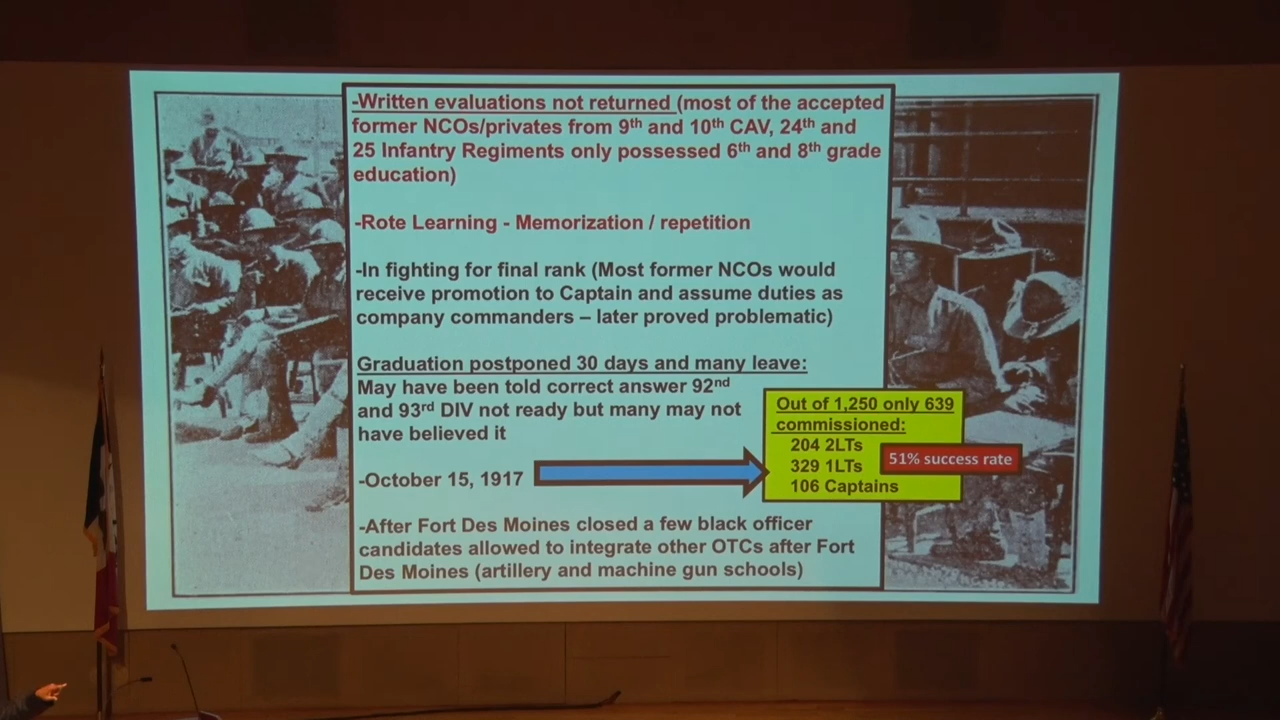 -Written evaluations not returned (most of the accepted
former NCOs/privates from 9th and 10th CAV, 24th and
25 Infantry Regiments only possessed 6th and 8th grade
education)
-Rote Learning - Memorization / repetition
-In fighting for final rank (Most former NCOs would
receive promotion to Captain and assume duties as
company commanders – later proved problematic)
Graduation postponed 30 days and many leave:
May have been told correct answer 92nd
and 93rd DIV not ready but many may not
have believed it
-October 15, 1917
Out of 1,250 only 639
commissioned:
204 2LTs
329 1LTs
106 Captains
51% success rate
-After Fort Des Moines closed a few black officer
candidates allowed to integrate other OTCs after Fort
Des Moines (artillery and machine gun schools)